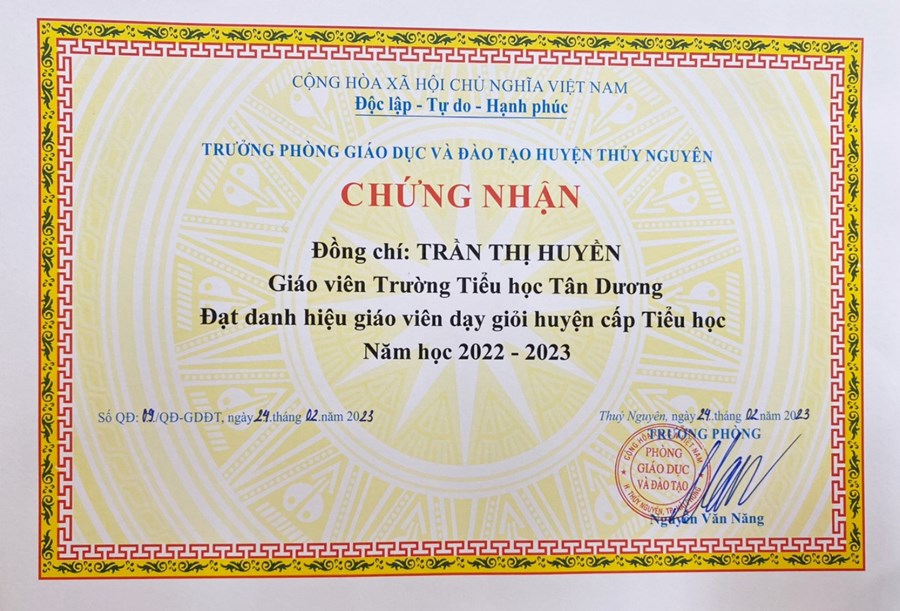 CỘNG HÒA XÃ HỘI CHỦ NGHĨA VIỆT NAM
Độc lập - Tự do - Hạnh phúc
TRƯỞNG PHÒNG GIÁO DỤC VÀ ĐÀO TẠO HUYỆN THỦY NGUYÊN
CHỨNG NHẬN
Đồng chí: TRẦN THỊ HUYỀN
Giáo viên Trường Tiểu học Tân Dương
Đạt danh hiệu giáo viên dạy giỏi huyện cấp Tiểu học
Năm học 2022 - 2023
Số QĐ: 09/QĐ-GDĐT, ngày 24 tháng 02 năm 2023
Thuỷ Nguyên, ngày 24 tháng 02 năm 2023
TRƯỞNG PHÒNG
PHÒNG
GIÁO DỤC
VÀ ĐÀO TẠO
Nguyễn Văn Năng